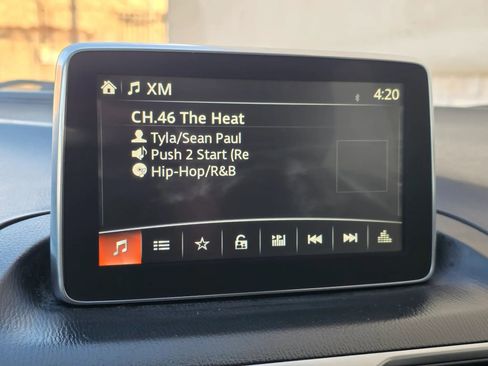 XM
4:20
CH.46 The Heat
Tyla/Sean Paul
Push 2 Start (Re
Hip-Hop/R&B